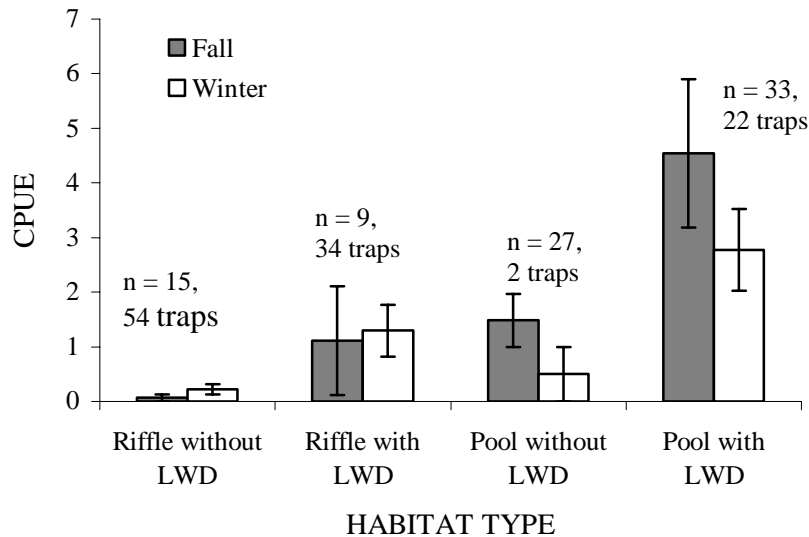 7
6
5
4
3
2
1
0
CPUE
Fall
Winter
n = 15,
54 traps
n = 9,
34 traps
n = 27,
2 traps
n = 33,
22 traps
Riffle without
LWD
Riffle with
LWD
Pool without
LWD
Pool with
LWD
HABITAT TYPE